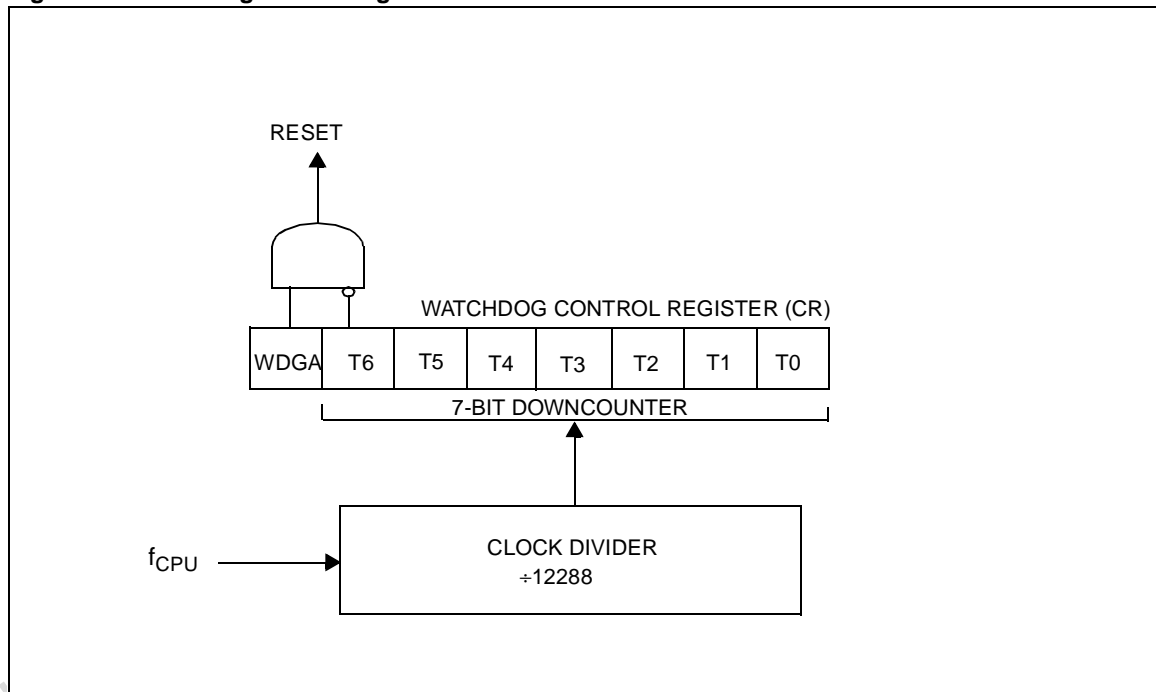 RESET
WATCHDOG CONTROL REGISTER (CR)
WDGA T6 T5 T4 T3 T2 T1 T0
7-BIT DOWNCOUNTER
fCPU
CLOCK DIVIDER
÷12288